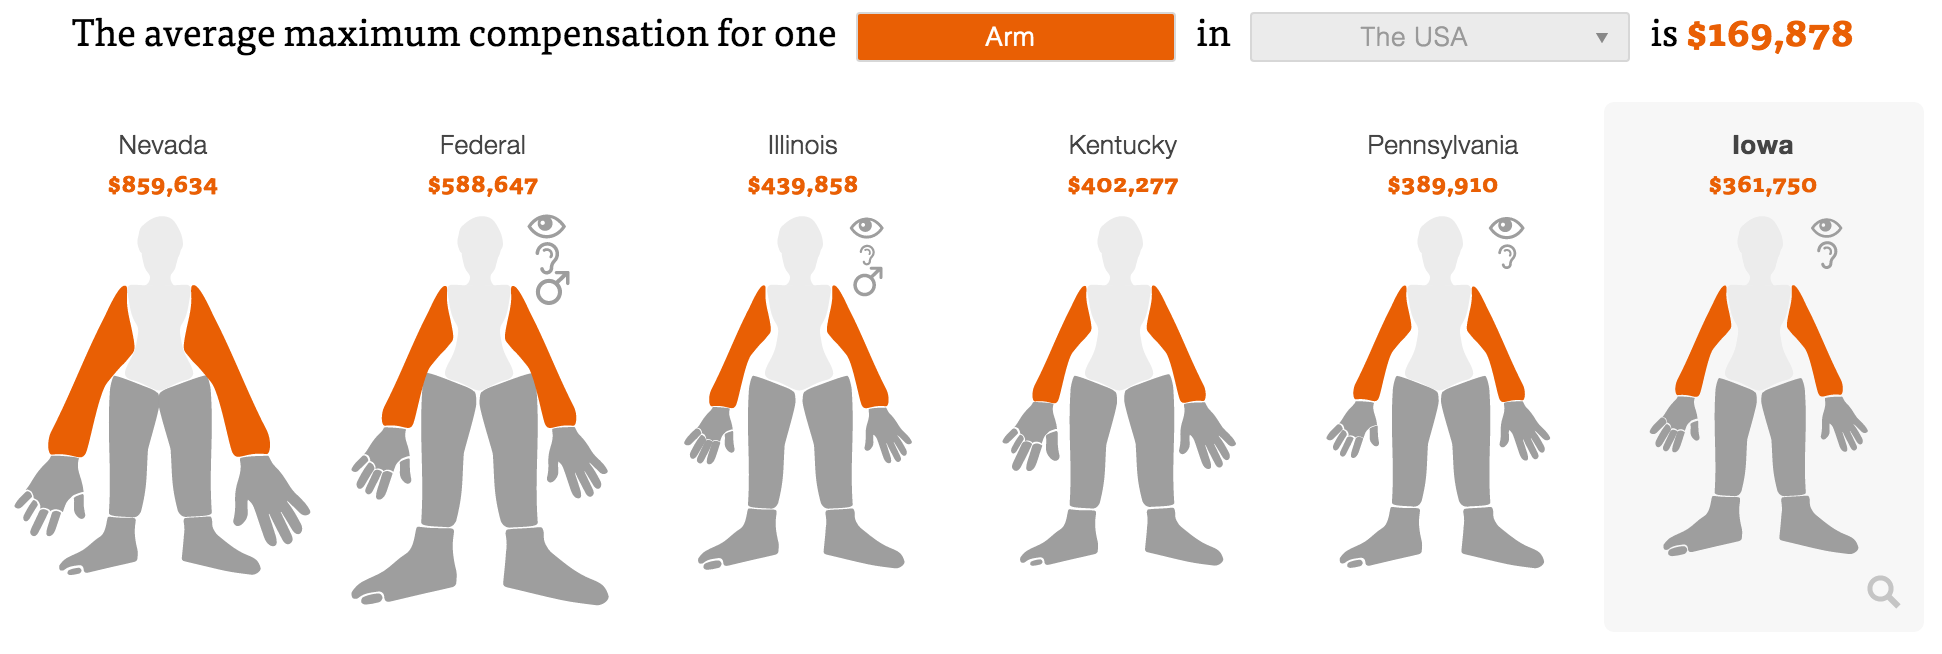 The average maximum compensation for one Arm in The USA is $169,878
Nevada Federal Illinois Kentucky Pennsylvania Iowa
$859,634 $588,647 $439,858 $402,277 $389,910 $361,750